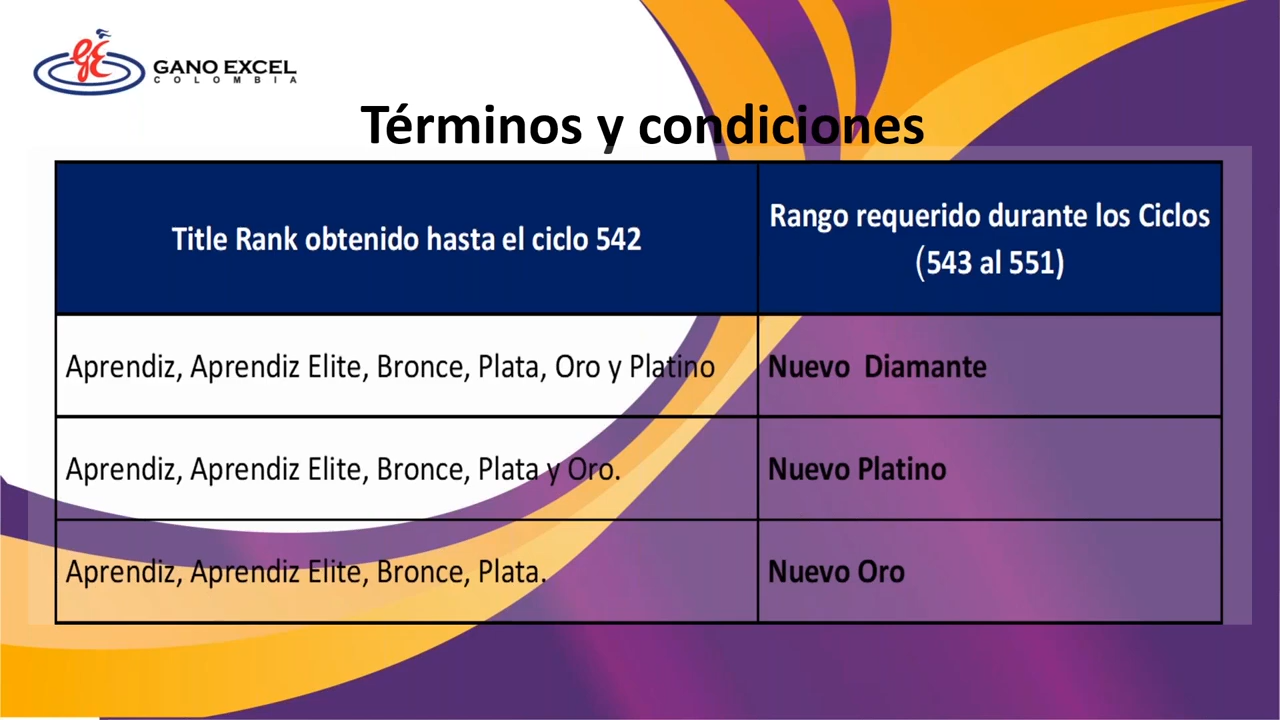 GANO EXCEL
COLOMBIA
Términos y condiciones
Title Rank obtenido hasta el ciclo 542
Rango requerido durante los Ciclos
(543 al 551)
Aprendiz, Aprendiz Elite, Bronce, Plata, Oro y Platino
Nuevo Diamante
Aprendiz, Aprendiz Elite, Bronce, Plata y Oro.
Nuevo Platino
Aprendiz, Aprendiz Elite, Bronce, Plata.
Nuevo Oro